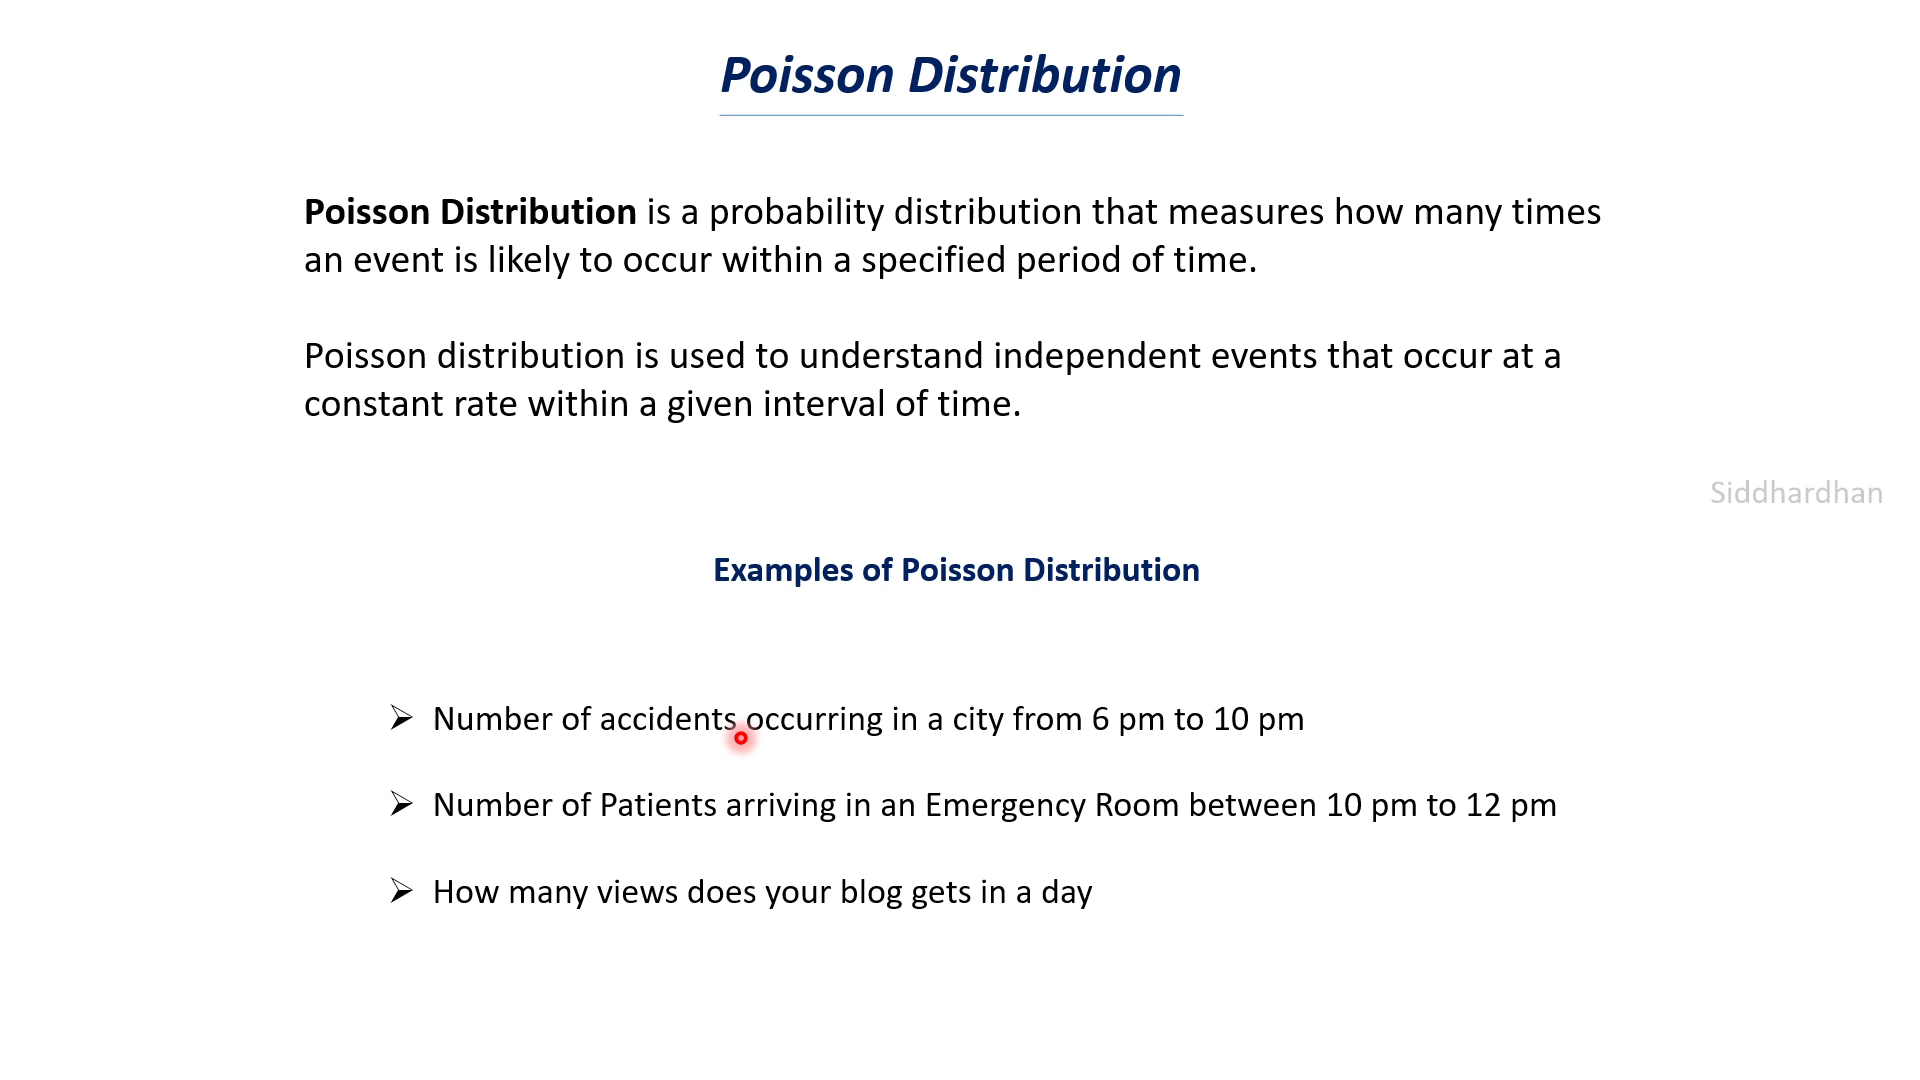 Poisson Distribution
Poisson Distribution is a probability distribution that measures how many times
an event is likely to occur within a specified period of time.
Poisson distribution is used to understand independent events that occur at a
constant rate within a given interval of time.
Siddhardhan
Examples of Poisson Distribution
Number of accidents occurring in a city from 6 pm to 10 pm
Number of Patients arriving in an Emergency Room between 10 pm to 12 pm
How many views does your blog gets in a day